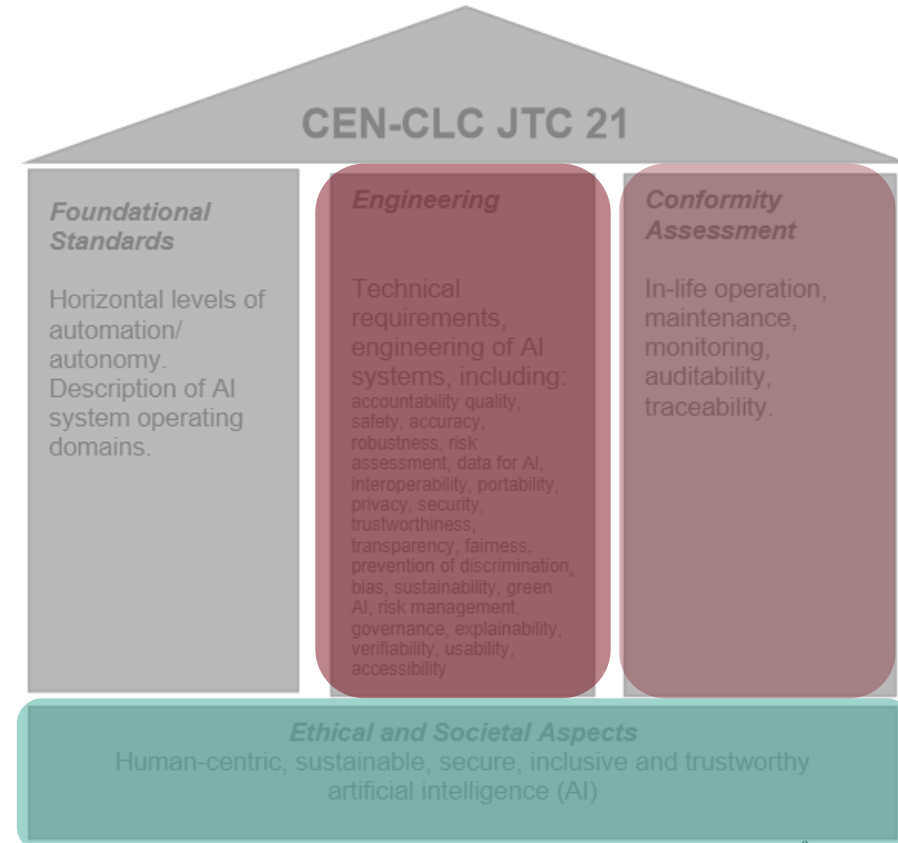 CEN-CLC JTC 21
Foundational
Standards
Horizontal levels of
automation/
autonomy.
Description of AI
system operating
domains.
Engineering
Technical
requirements,
engineering of AI
systems, including:
accountability quality,
safety, accuracy,
robustness, risk
assessment, data for AI,
interoperability, portability,
privacy, security,
trustworthiness,
transparency, fairness,
prevention of discrimination,
bias, sustainability, green
AI, risk management,
governance, explainability,
verifiability, usability,
accessibility
Conformity
Assessment
In-life operation,
maintenance,
monitoring,
auditability,
traceability.
Ethical and Societal Aspects
Human-centric, sustainable, secure, inclusive and trustworthy
artificial intelligence (AI)